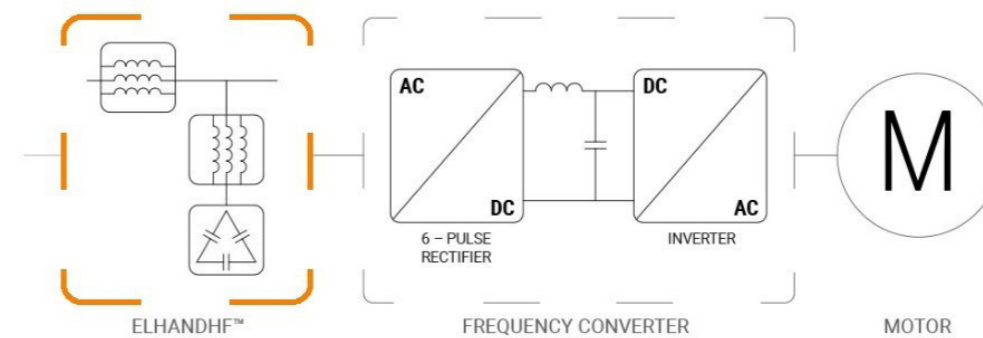 AC
DC
6 – PULSE
RECTIFIER
DC
AC
INVERTER
M
ELHANDHF™
FREQUENCY CONVERTER
MOTOR